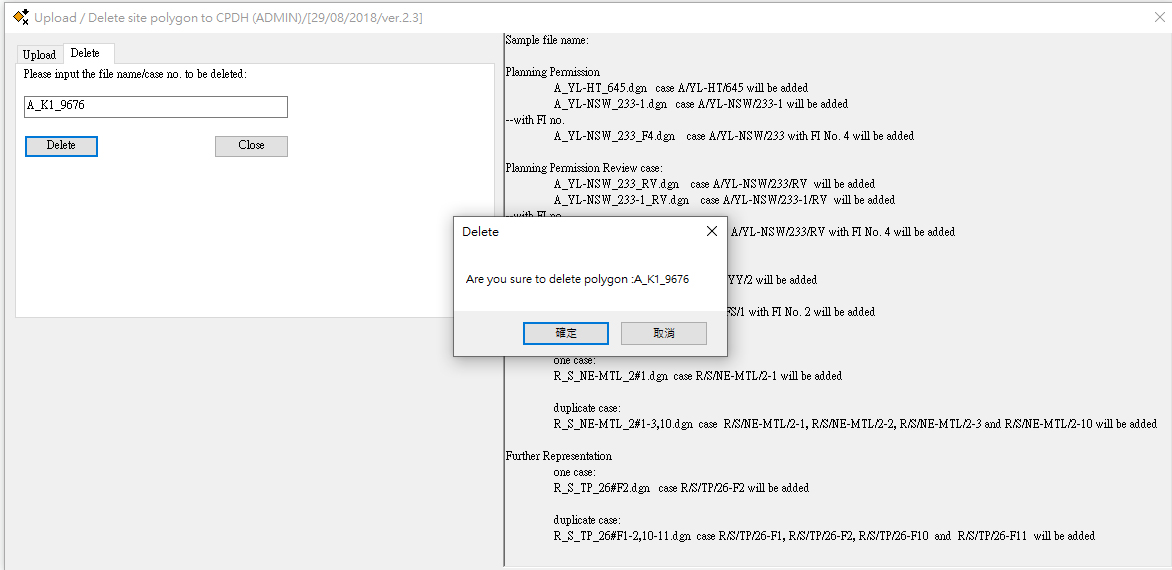 Upload / Delete site polygon to CPDH (ADMIN)/[29/08/2018/ver.2.3]
Upload
Delete
Please input the file name/case no. to be deleted:
A_K1_9676
Delete
Close
Sample file name:
Planning Permission
A_YL-HT_645.dgn case A/YL-HT/645 will be added
A_YL-NSW_233-1.dgn case A/YL-NSW/233-1 will be added
--with FI no.
A_YL-NSW_233_F4.dgn case A/YL-NSW/233 with FI No. 4 will be added
Planning Permission Review case:
A_YL-NSW_233_RV.dgn case A/YL-NSW/233/RV will be added
A_YL-NSW_233-1_RV.dgn case A/YL-NSW/233-1/RV will be added
--with FI no.
A/YL-NSW/233/RV with FI No. 4 will be added
YY/2 will be added
FS/1 with FI No. 2 will be added
Delete
Are you sure to delete polygon :A_K1_9676
確定
取消
one case:
R_S_NE-MTL_2#1.dgn case R/S/NE-MTL/2-1 will be added
duplicate case:
R_S_NE-MTL_2#1-3,10.dgn case R/S/NE-MTL/2-1, R/S/NE-MTL/2-2, R/S/NE-MTL/2-3 and R/S/NE-MTL/2-10 will be added
Further Representation
one case:
R_S_TP_26#F2.dgn case R/S/TP/26-F2 will be added
duplicate case:
R_S_TP_26#F1-2,10-11.dgn case R/S/TP/26-F1, R/S/TP/26-F2, R/S/TP/26-F10 and R/S/TP/26-F11 will be added